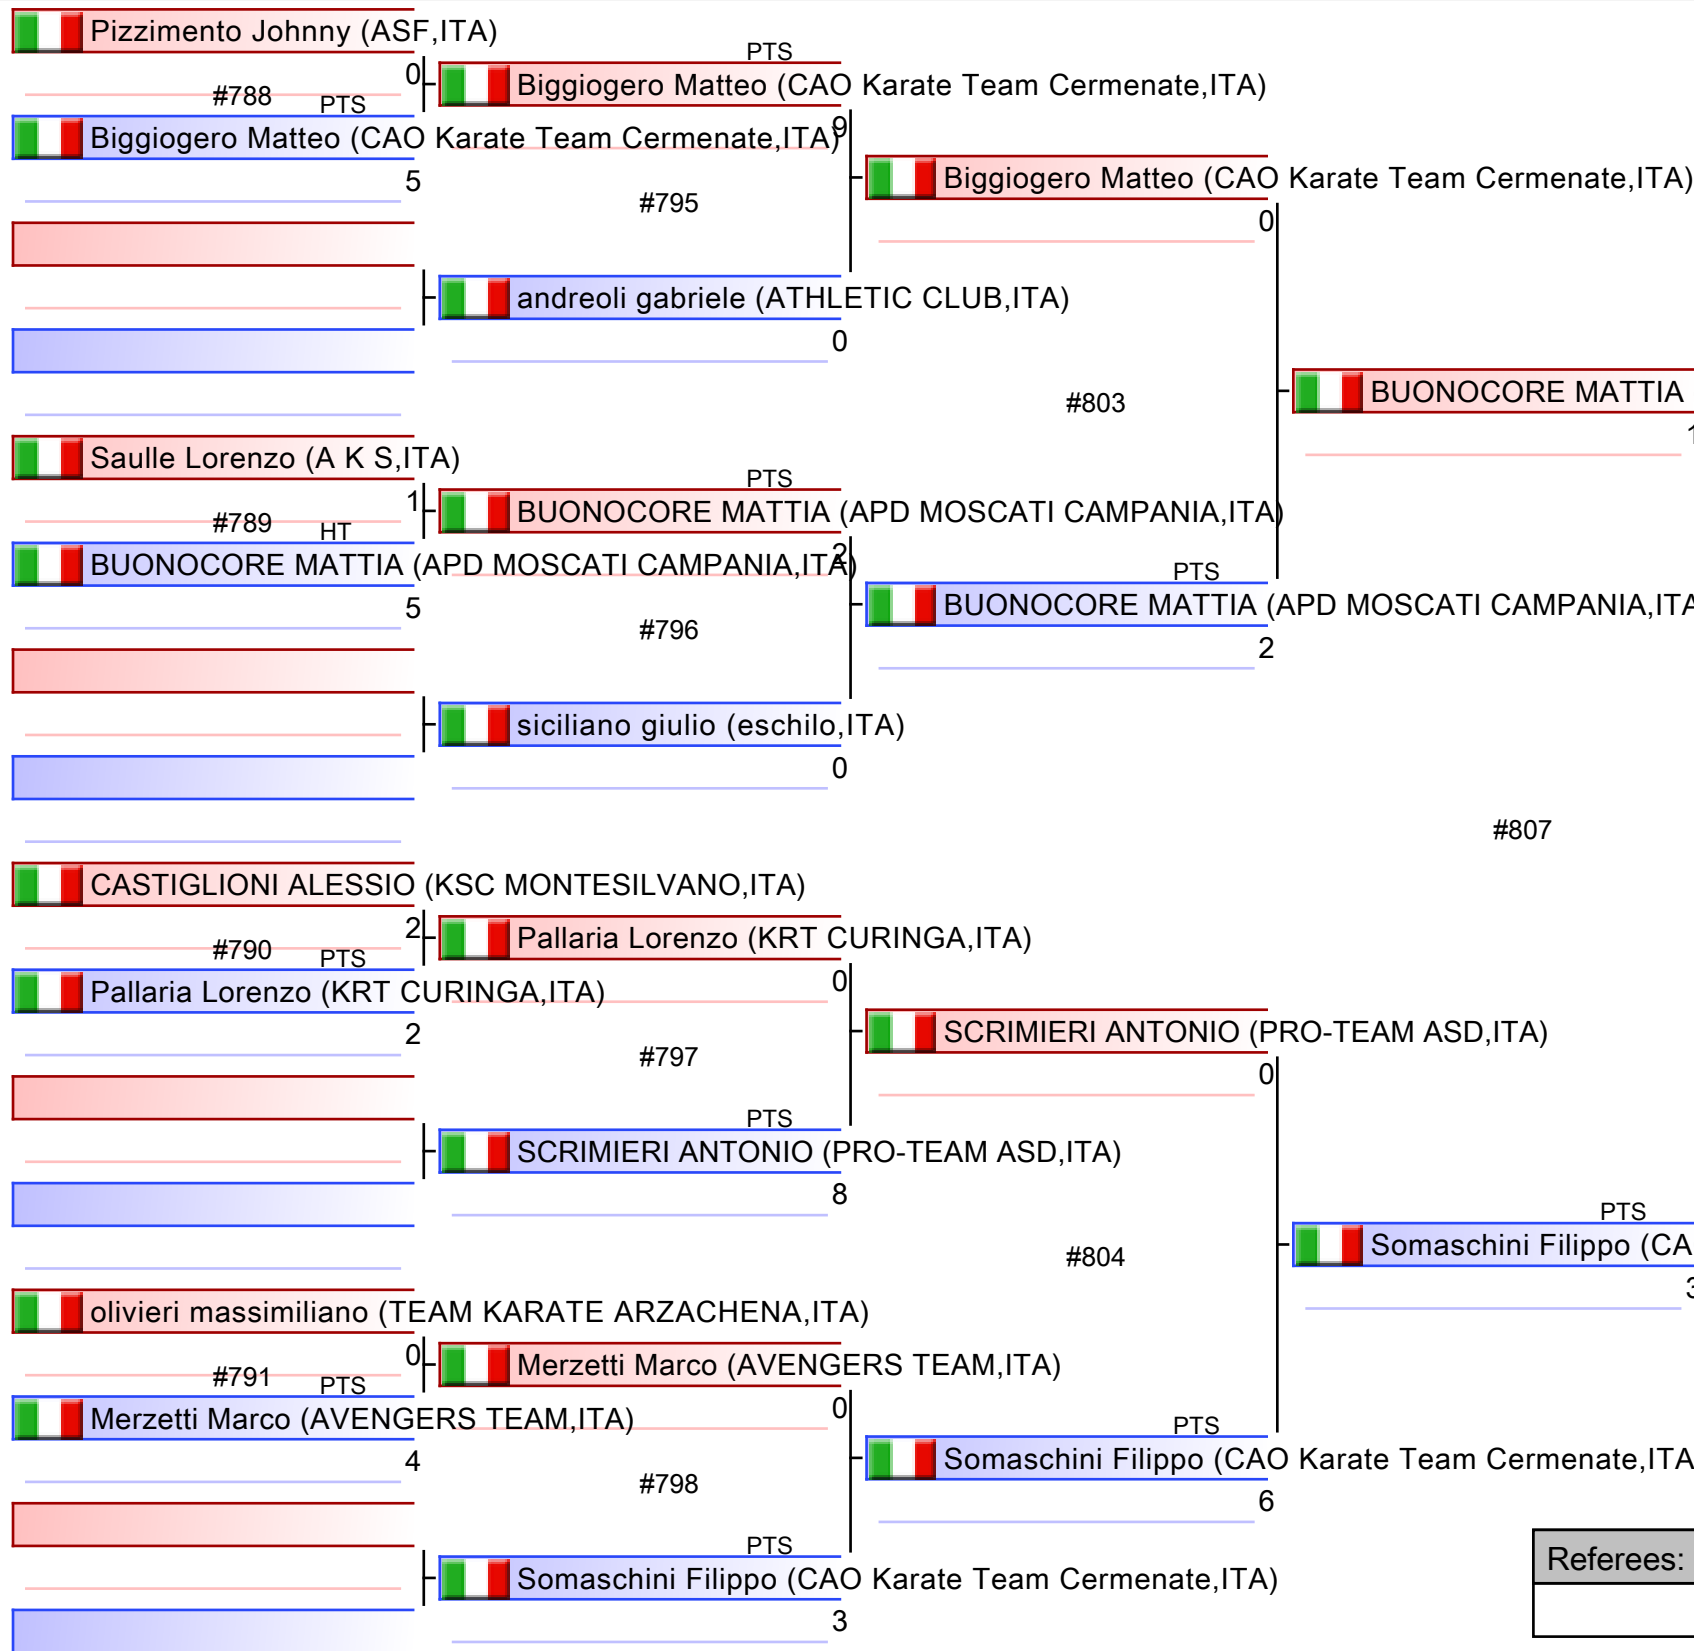 Pizzimento Johnny (ASF,ITA)
0
#788
PTS
Biggiogero Matteo (CAO Karate Team Cermenate,ITA)
5
Saulle Lorenzo (A K S,ITA)
1
#789
HT
BUONOCORE MATTIA (APD MOSCATI CAMPANIA,ITA)
5
CASTIGLIONI ALESSIO (KSC MONTESILVANO,ITA)
2
#790
PTS
Pallaria Lorenzo (KRT CURINGA,ITA)
2
olivieri massimiliano (TEAM KARATE ARZACHENA,ITA)
0
#791
PTS
Merzetti Marco (AVENGERS TEAM,ITA)
4
PTS
Biggiogero Matteo (CAO Karate Team Cermenate,ITA)
9
#795
andreoli gabriele (ATHLETIC CLUB,ITA)
0
PTS
BUONOCORE MATTIA (APD MOSCATI CAMPANIA,ITA)
2
#796
siciliano giulio (eschilo,ITA)
0
Pallaria Lorenzo (KRT CURINGA,ITA)
0
#797
PTS
SCRIMIERI ANTONIO (PRO-TEAM ASD,ITA)
8
Merzetti Marco (AVENGERS TEAM,ITA)
0
#798
PTS
Somaschini Filippo (CAO Karate Team Cermenate,ITA)
3
Biggiogero Matteo (CAO Karate Team Cermenate,ITA)
0
#803
PTS
BUONOCORE MATTIA (APD MOSCATI CAMPANIA,ITA
2
SCRIMIERI ANTONIO (PRO-TEAM ASD,ITA)
0
#804
PTS
Somaschini Filippo (CAO Karate Team Cermenate,ITA
6
BUONOCORE MATTIA
1
#807
PTS
Somaschini Filippo (CA
3
Referees: